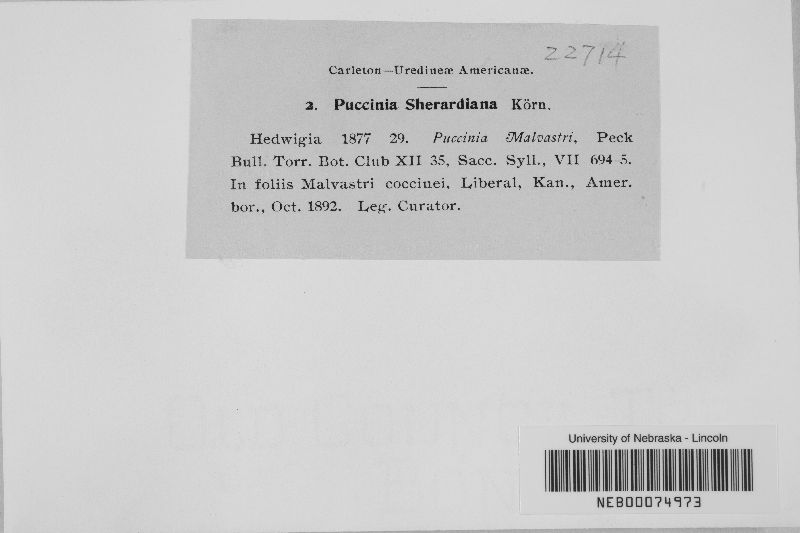 22714
Carleton—Uredineæ Americanæ.
2. Puccinia Sherardiana Körn.
Hedwigia 1877 29. Puccinia Malvastri, Peck
Bull. Torr. Bot. Club XII 35, Sacc. Syll., VII 694-5.
In foliis Malvastri coccinei, Liberal, Kan., Amer.
bor., Oct. 1892. Leg. Curator.
University of Nebraska - Lincoln
NEB00074973